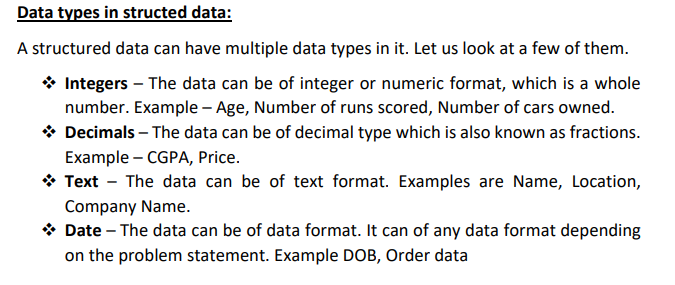 Data types in structed data:
A structured data can have multiple data types in it. Let us look at a few of them.
❖ Integers – The data can be of integer or numeric format, which is a whole
number. Example – Age, Number of runs scored, Number of cars owned.
❖ Decimals – The data can be of decimal type which is also known as fractions.
Example – CGPA, Price.
❖ Text – The data can be of text format. Examples are Name, Location,
Company Name.
❖ Date – The data can be of data format. It can of any data format depending
on the problem statement. Example DOB, Order data